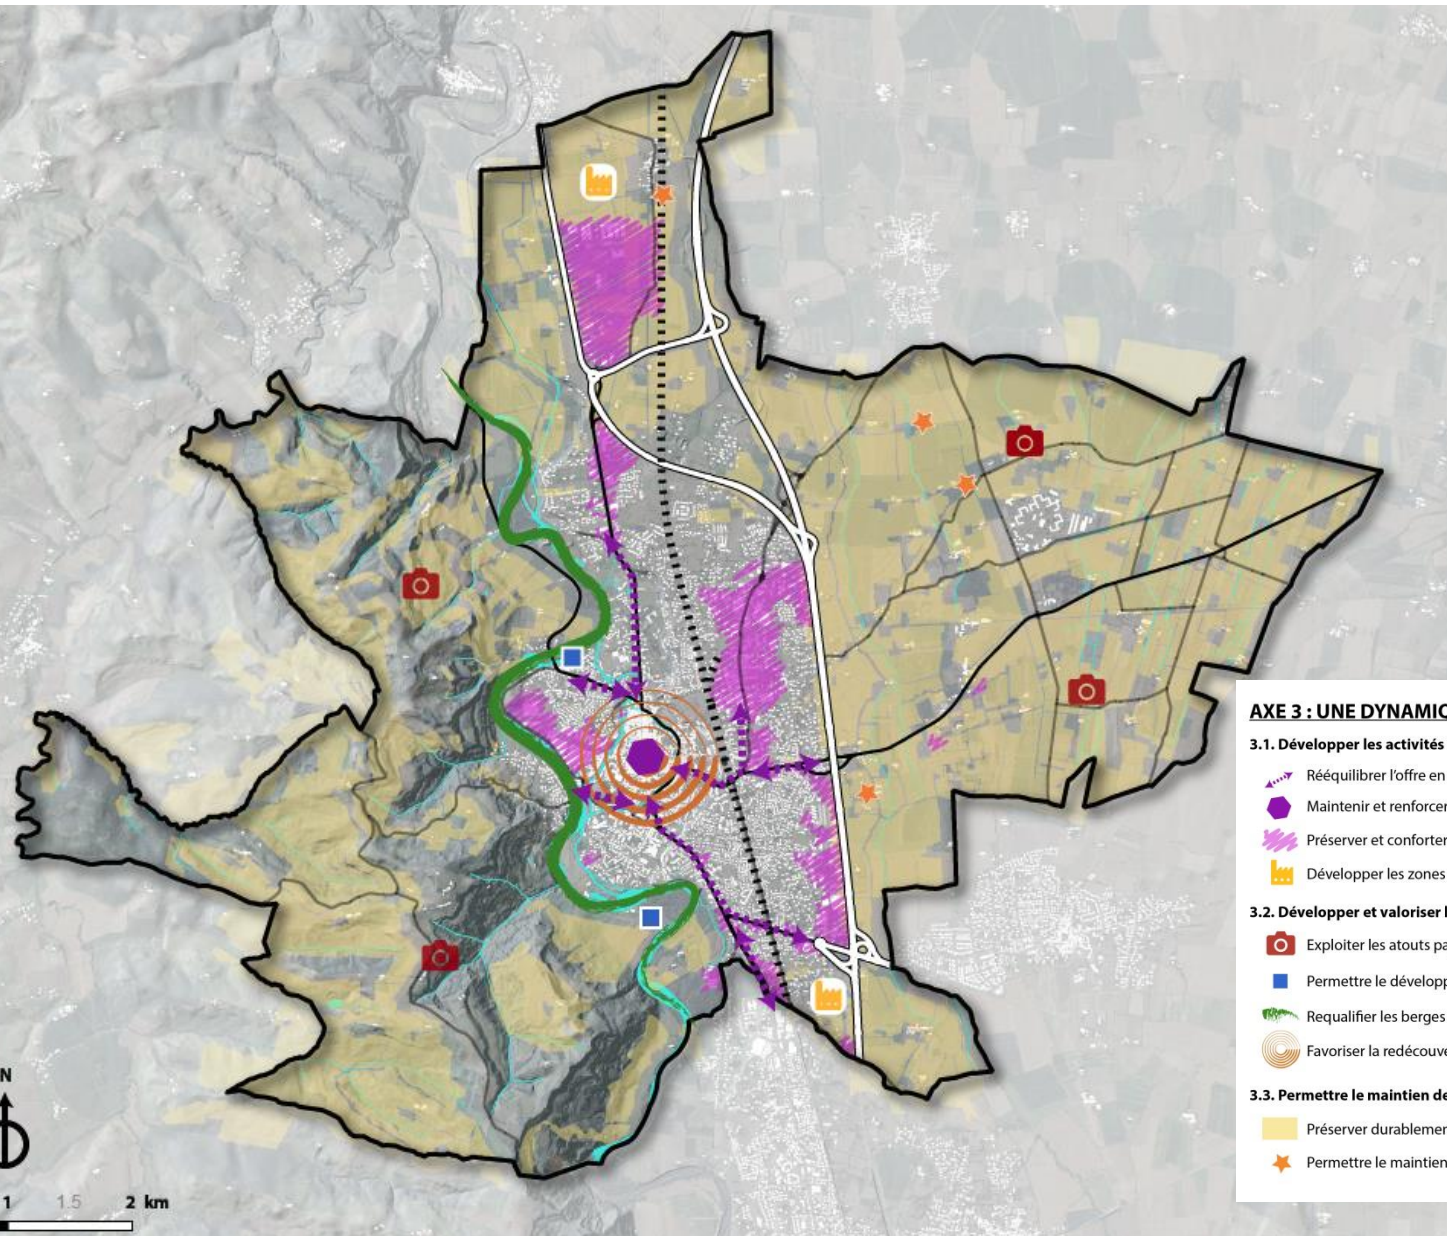 AXE 3 : UNE DYNAMIC
3.1. Développer les activités
Rééquilibrer l'offre en
Maintenir et renforcer
Préserver et conforter
Développer les zones
3.2. Développer et valoriser l
Exploiter les atouts pa
Permettre le développ
Requalifier les berges
Favoriser la redécouve
3.3. Permettre le maintien de
Préserver durablemen
Permettre le maintien
N
1 1.5 2 km